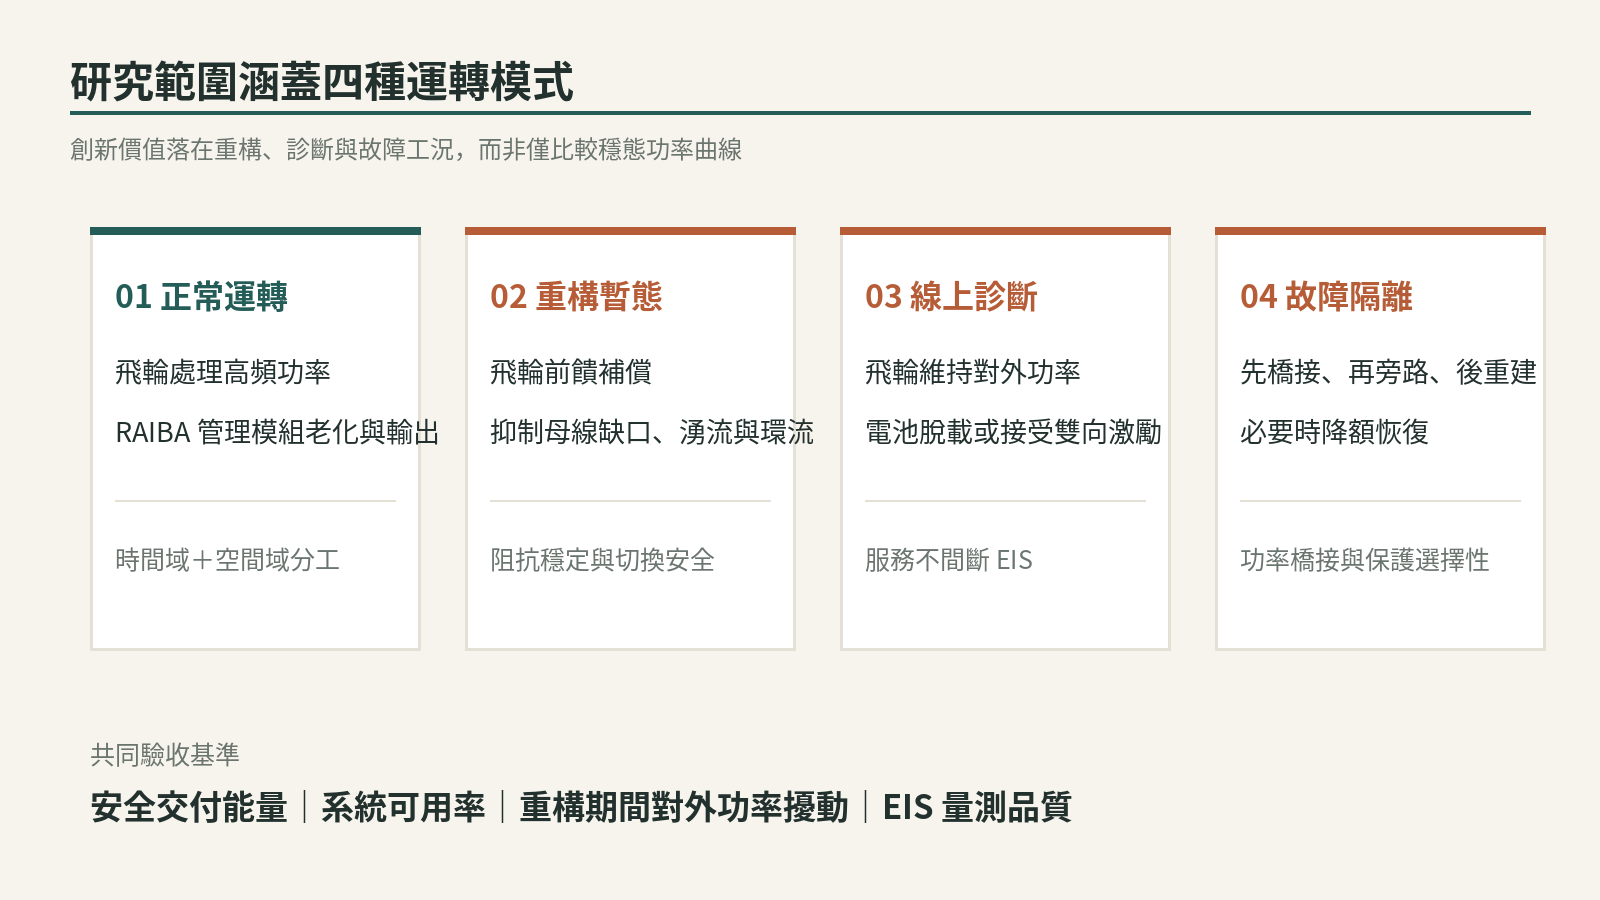 研究範圍涵蓋四種運轉模式
創新價值落在重構、診斷與故障工況，而非僅比較穩態功率曲線
01 正常運轉
飛輪處理高頻功率
RAIBA 管理模組老化與輸出
時間域＋空間域分工
02 重構暫態
飛輪前饋補償
抑制母線缺口、湧流與環流
阻抗穩定與切換安全
03 線上診斷
飛輪維持對外功率
電池脫載或接受雙向激勵
服務不間斷 EIS
04 故障隔離
先橋接、再旁路、後重建
必要時降額恢復
功率橋接與保護選擇性
共同驗收基準
安全交付能量｜系統可用率｜重構期間對外功率擾動｜EIS 量測品質